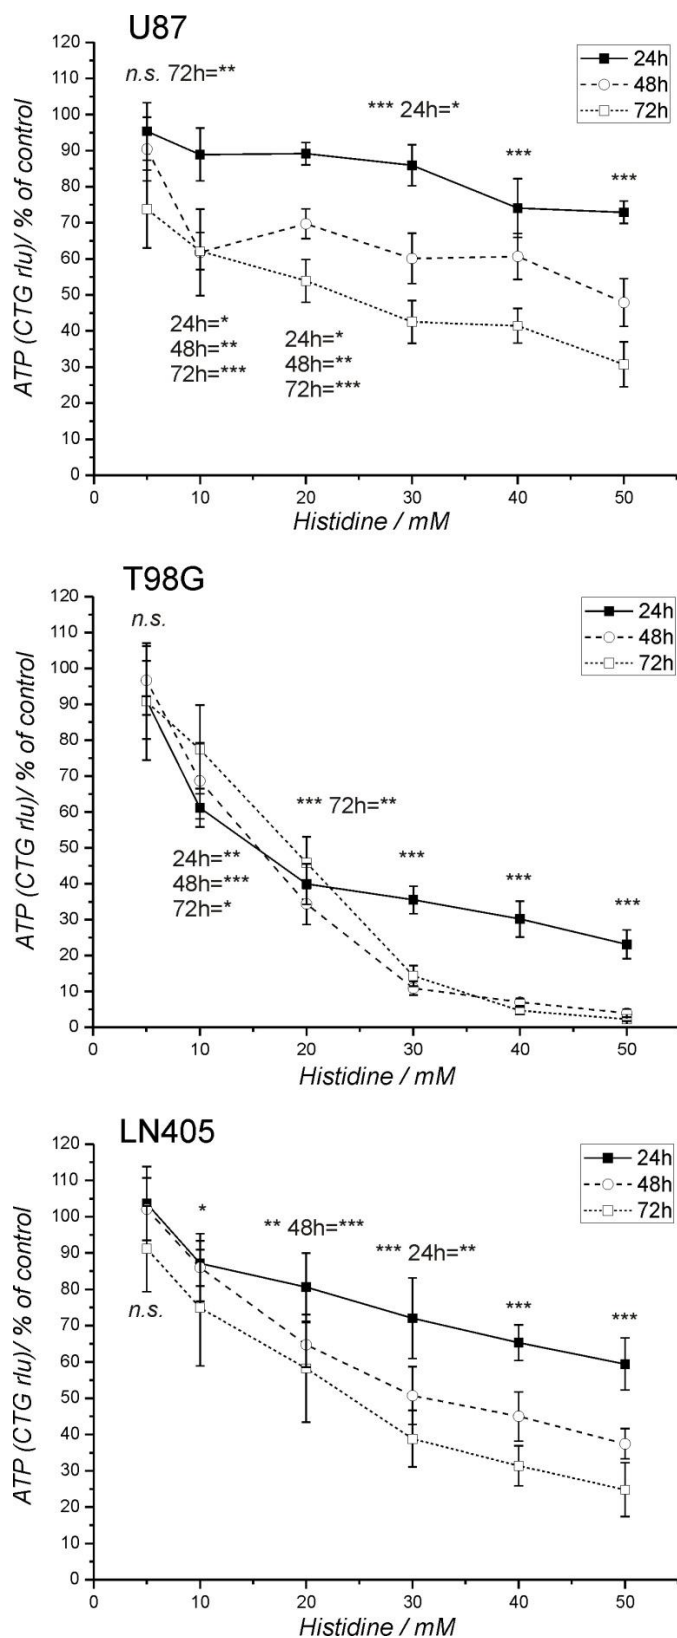 U87
120
110
100
90
80
70
60
50
40
30
20
10
0
ATP (CTG rlu)/ % of control
n.s. 72h=**
*** 24h=*
***
***
24h
48h
72h
24h=*
48h=**
72h=***
24h=*
48h=**
72h=***
0 10 20 30 40 50
Histidine / mM
T98G
120
110
100
90
80
70
60
50
40
30
20
10
0
ATP (CTG rlu)/ % of control
n.s.
24h
48h
72h
*** 72h=**
***
***
***
24h=**
48h=***
72h=*
0 10 20 30 40 50
Histidine / mM
LN405
120
110
100
90
80
70
60
50
40
30
20
10
0
ATP (CTG rlu)/ % of control
24h
48h
72h
*
** 48h=***
*** 24h=**
***
***
n.s.
0 10 20 30 40 50
Histidine / mM